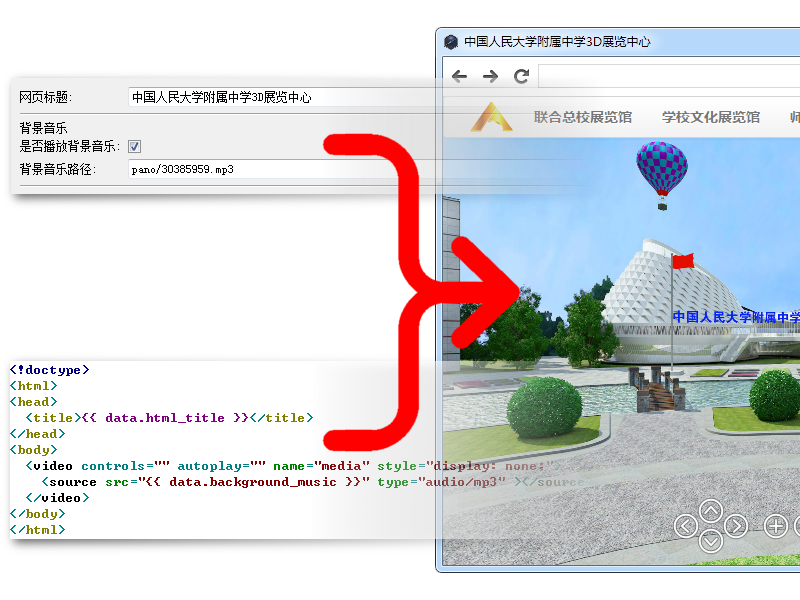 中国人民大学附属中学3D展览中心
网页标题:
中国人民大学附属中学3D展览中心
背景音乐
是否播放背景音乐:
背景音乐路径:
pano/30385959.mp3
联合总校展览馆
学校文化展览馆
师
中国人民大学附属中学
<!doctype>
<html>
<head>
<title>{{ data.html_title }}</title>
</head>
<body>
<video controls="" autoplay="" name="media" style="display: none;">
<source src="{{ data.background_music }}" type="audio/mp3" ></source>
</video>
</body>
</html>